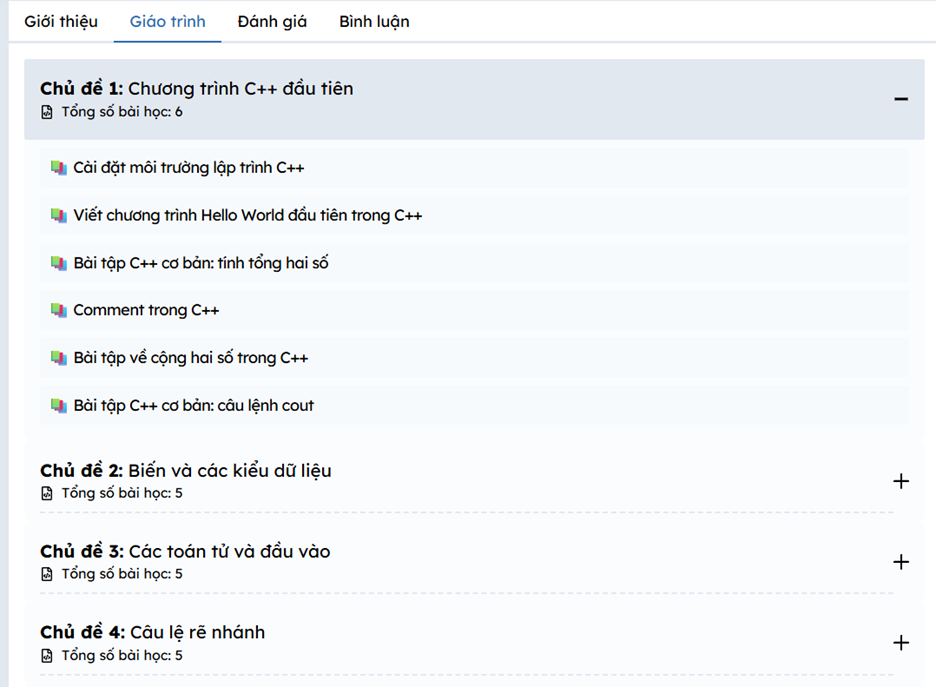 Giới thiệu Giáo trình Đánh giá Bình luận
Chủ đề 1: Chương trình C++ đầu tiên
Tổng số bài học: 6
Cài đặt môi trường lập trình C++
Viết chương trình Hello World đầu tiên trong C++
Bài tập C++ cơ bản: tính tổng hai số
Comment trong C++
Bài tập về cộng hai số trong C++
Bài tập C++ cơ bản: câu lệnh cout
Chủ đề 2: Biến và các kiểu dữ liệu
Tổng số bài học: 5
Chủ đề 3: Các toán tử và đầu vào
Tổng số bài học: 5
Chủ đề 4: Câu lệ rẽ nhánh
Tổng số bài học: 5